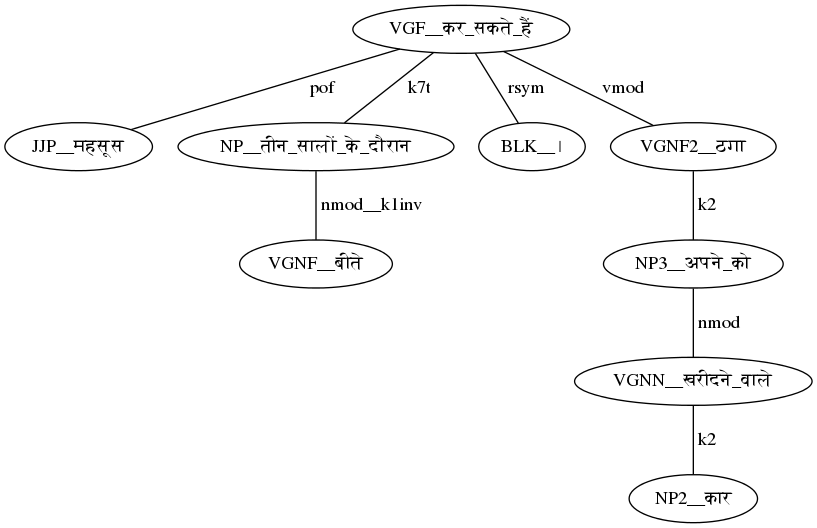 VGF__कर_सकते_हैं
pof
k7t
rsym
vmod
JJP__महसूस
NP__तीन_सालों_के_दौरान
BLK__।
VGNF2__ठगा
nmod__k1inv
k2
VGNF__बीते
NP3__अपने_को
nmod
VGNN__खरीदने_वाले
k2
NP2__कार